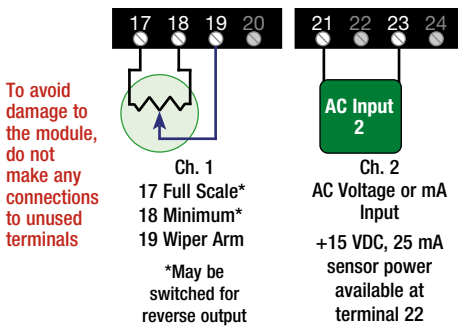 17 18 19 20
21 22 23 24
To avoid
damage to
the module,
do not
make any
connections
to unused
terminals
Ch. 1
17 Full Scale*
18 Minimum*
19 Wiper Arm
*May be
switched for
reverse output
AC Input
2
Ch. 2
AC Voltage or mA
Input
+15 VDC, 25 mA
sensor power
available at
terminal 22